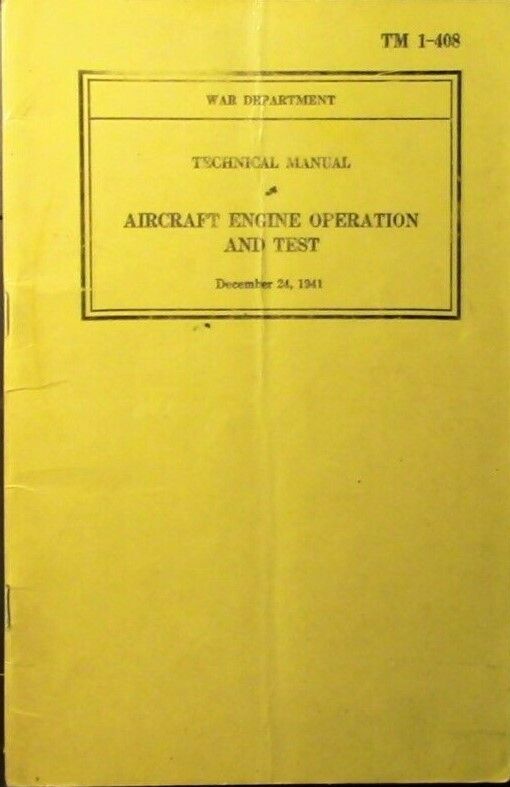 TM 1-408
WAR DEPARTMENT
TECHNICAL MANUAL
AIRCRAFT ENGINE OPERATION
AND TEST
December 24, 1941